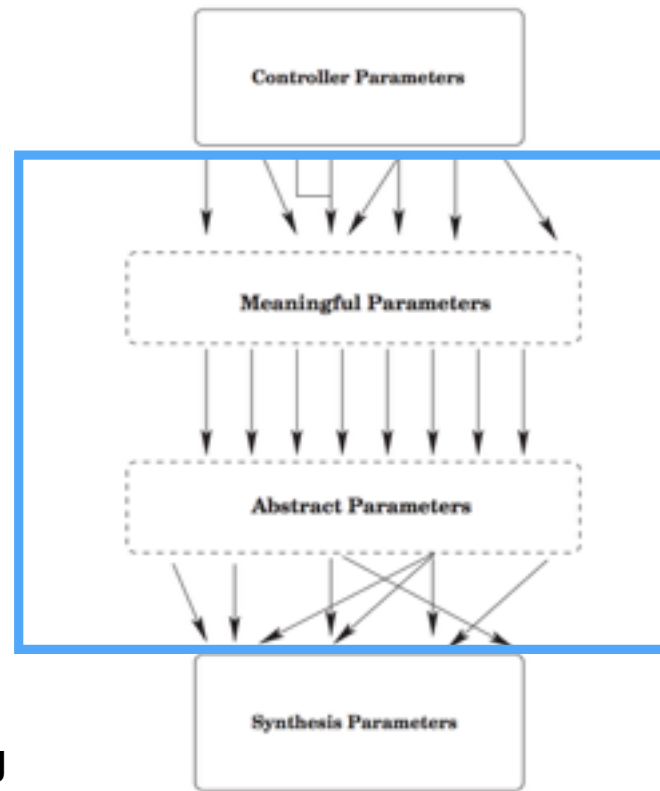 Controller Parameters
Meaningful Parameters
Abstract Parameters
Synthesis Parameters
g